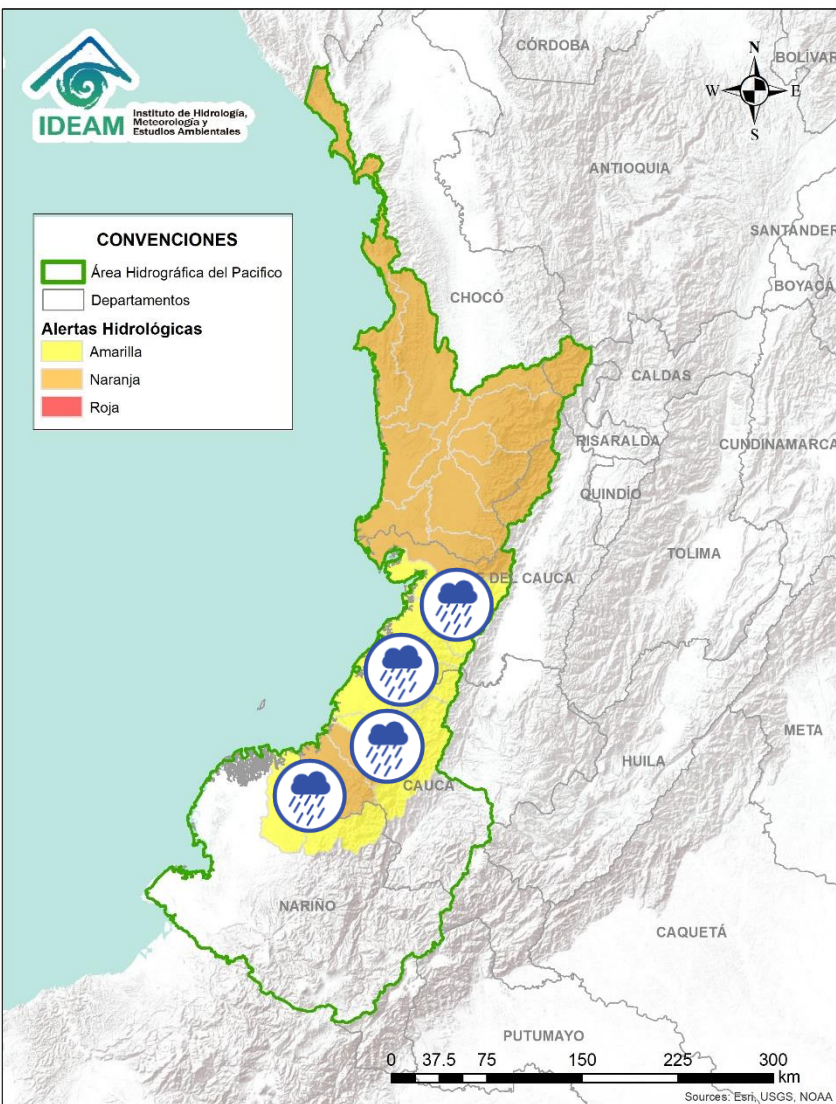 IDEAM
Instituto de Hidrología,
Meteorología y
Estudios Ambientales
N
W
E
S
CÓRDOBA
BOLÍVAR
ANTIOQUIA
SANTANDER
BOYACÁ
CONVENCIONES
Área Hidrográfica del Pacifico
Departamentos
Alertas Hidrológicas
Amarilla
Naranja
Roja
CHOCÓ
CALDAS
RISARALDA
CUNDINAMARCA
QUINDÍO
TOLIMA
E DEL CAUCA
META
HUILA
CAUCA
NARIÑO
CAQUETÁ
PUTUMAYO
0 37.5 75 150 225 300
km
Sources: Esri, USGS, NOAA